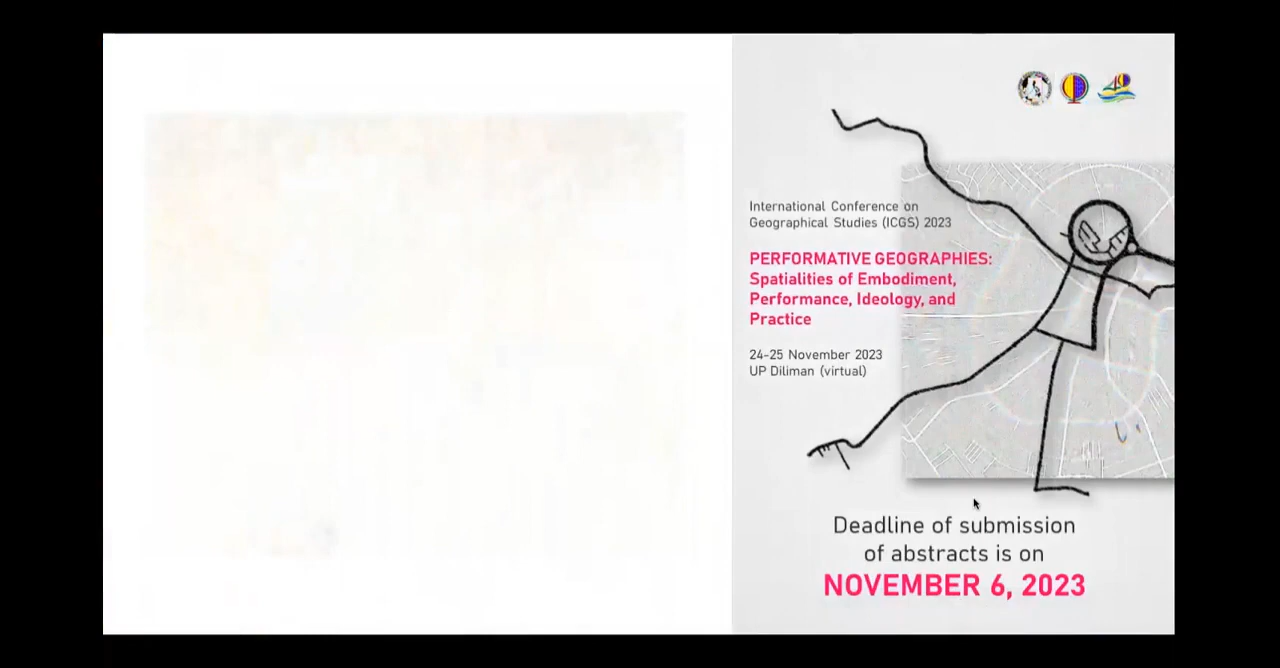 International Conference on
Geographical Studies (ICGS) 2023
PERFORMATIVE GEOGRAPHIES:
Spatialities of Embodiment,
Performance, Ideology, and
Practice
24-25 November 2023
UP Diliman (virtual)
Deadline of submission
of abstracts is on
NOVEMBER 6, 2023